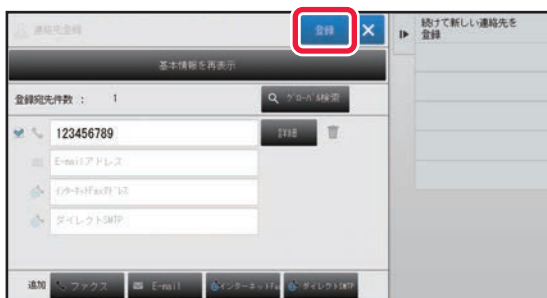 連絡先登録
登録
続けて新しい連絡先を
登録
基本情報を再表示
登録宛先件数 : 1
グローバル検索
123456789
詳細
E-mailアドレス
インターネットFaxアドレス
ダイレクトSMTP
追加
ファクス
E-mail
インターネットFa
ダイレクトSMTP